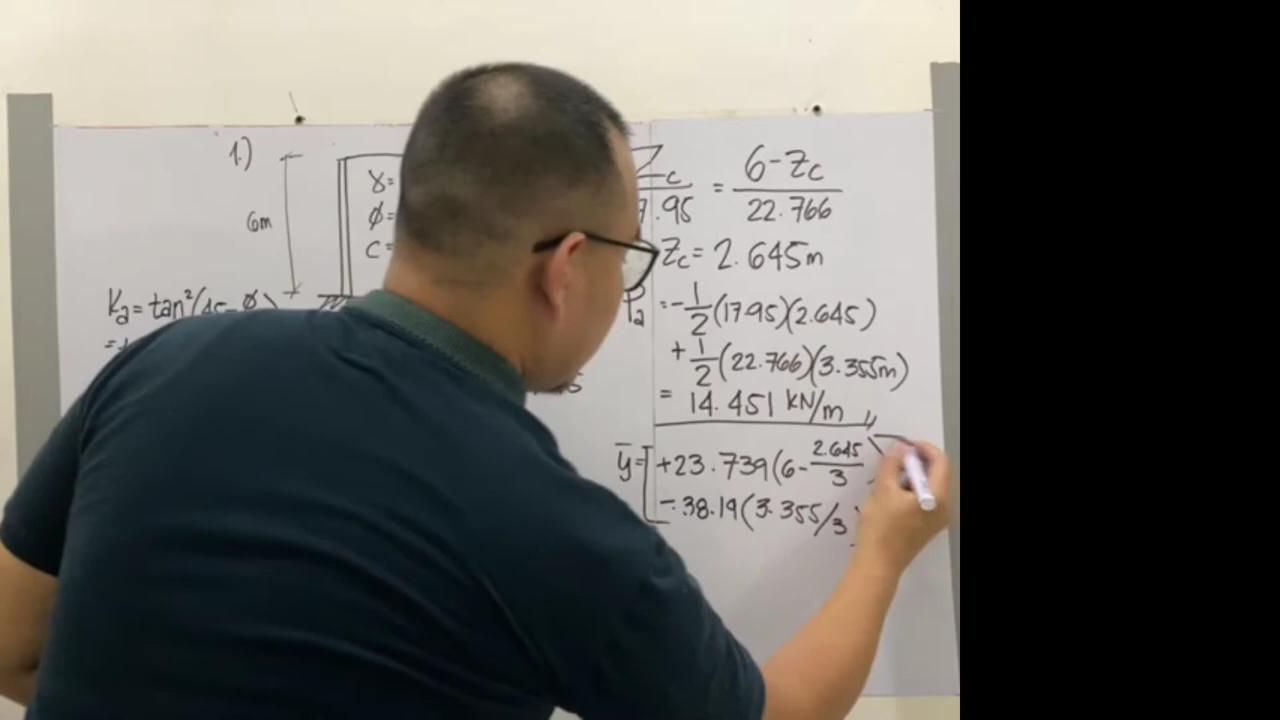 1.)
6m
γ=
φ=
c=
Ka = tan²(45-φ
=
Zc / 7.95 = 6-Zc / 22.766
Zc = 2.645m
Pa = -1/2(17.95)(2.645)
+1/2(22.766)(3.355m)
= 14.451 kN/m
ȳ=[+23.739(6-2.645/3
-38.19(3.355/3)